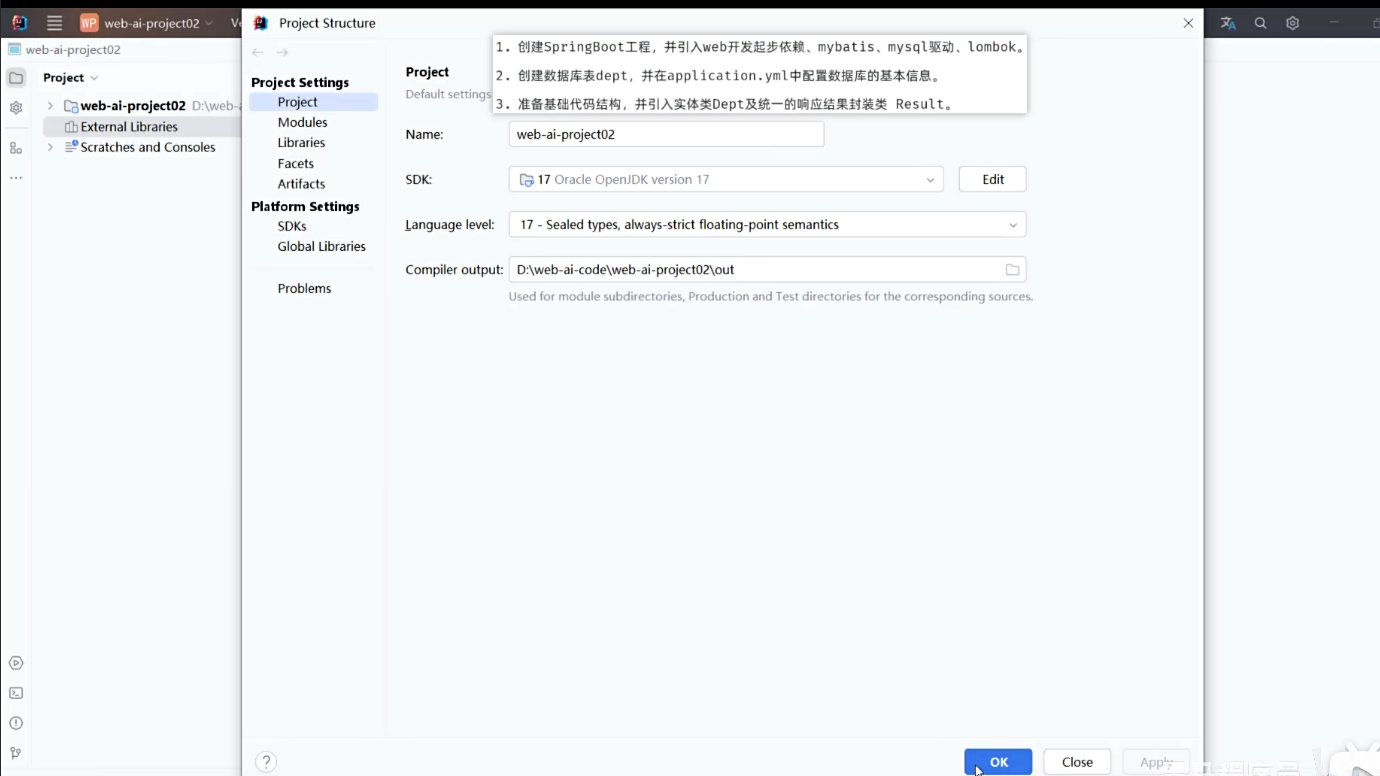 WP web-ai-project02
Project Structure
web-ai-project02
Project
web-ai-project02 D:\web-a
External Libraries
Scratches and Consoles
Project Settings
Project
Modules
Libraries
Facets
Artifacts
Platform Settings
SDKs
Global Libraries
Problems
Project
Default settings
1. 创建SpringBoot工程，并引入web开发起步依赖、mybatis、mysql驱动、lombok。
2. 创建数据库表dept，并在application.yml中配置数据库的基本信息。
3. 准备基础代码结构，并引入实体类Dept及统一的响应结果封装类 Result。
Name: web-ai-project02
SDK: 17 Oracle OpenJDK version 17 Edit
Language level: 17 - Sealed types, always-strict floating-point semantics
Compiler output: D:\web-ai-code\web-ai-project02\out
Used for module subdirectories, Production and Test directories for the corresponding sources.
? OK Close Apply